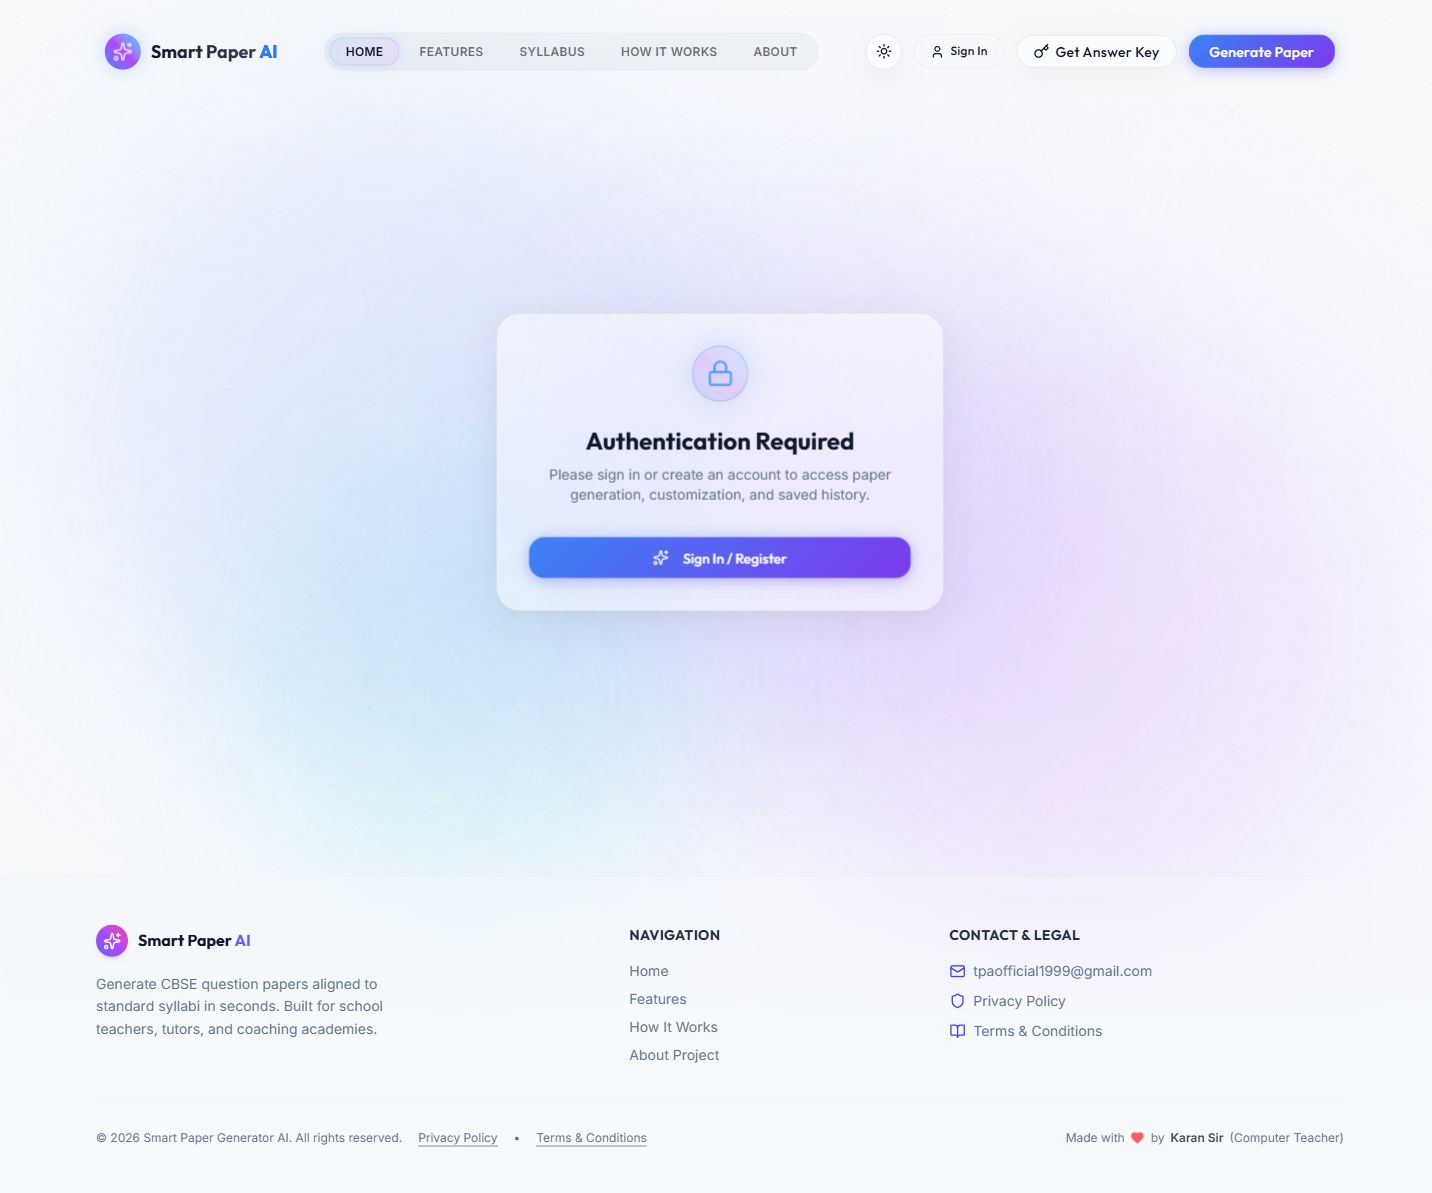 Smart Paper AI
HOME
FEATURES
SYLLABUS
HOW IT WORKS
ABOUT
Sign In
Get Answer Key
Generate Paper
Authentication Required
Please sign in or create an account to access paper
generation, customization, and saved history.
Sign In / Register
Smart Paper AI
Generate CBSE question papers aligned to
standard syllabi in seconds. Built for school
teachers, tutors, and coaching academies.
NAVIGATION
Home
Features
How It Works
About Project
CONTACT & LEGAL
tpaofficial1999@gmail.com
Privacy Policy
Terms & Conditions
© 2026 Smart Paper Generator AI. All rights reserved. Privacy Policy • Terms & Conditions
Made with ❤️ by Karan Sir (Computer Teacher)